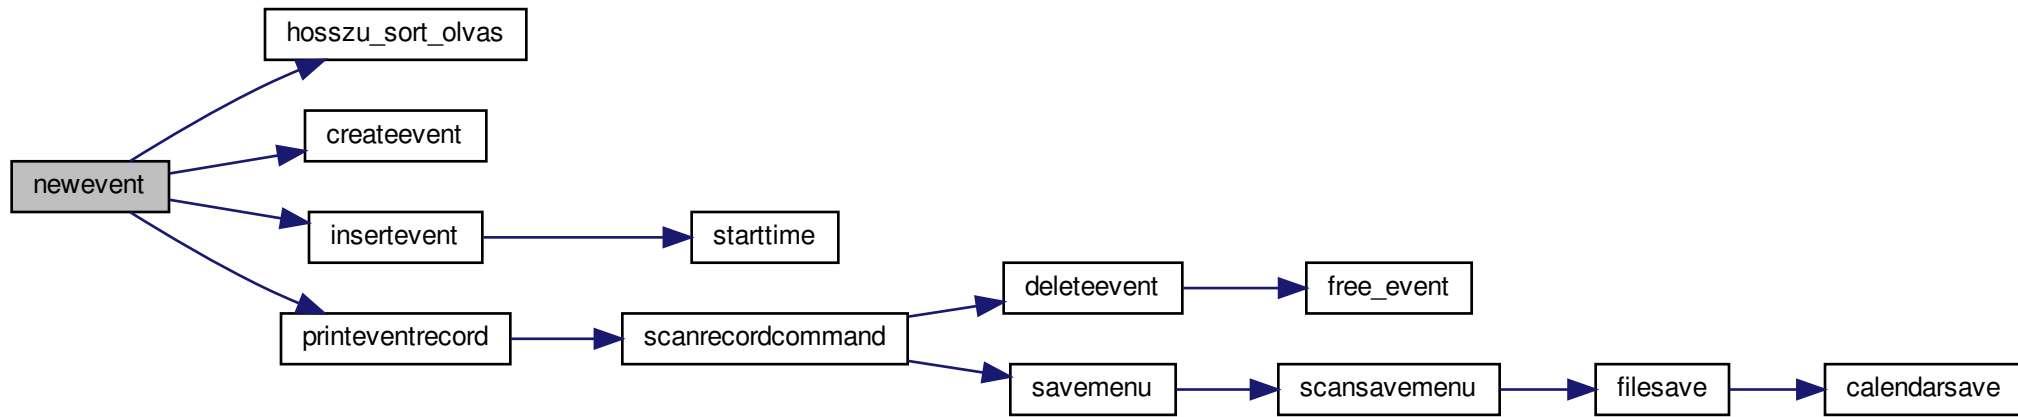 hosszu_sort_olvas
createevent
newevent
insertevent
starttime
deleteevent
free_event
printeventrecord
scanrecordcommand
savemenu
scansavemenu
filesave
calendarsave